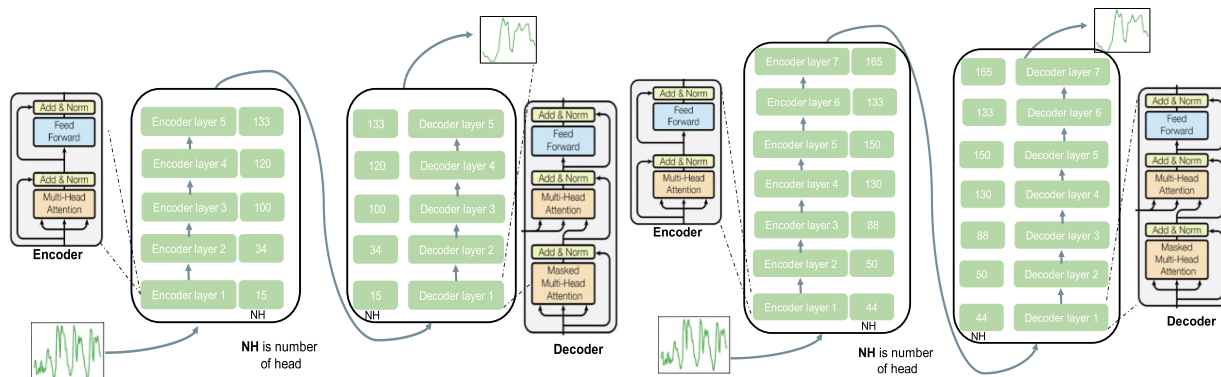 Add & Norm
Feed
Forward
Add & Norm
Multi-Head
Attention
Encoder
Encoder layer 5 133
Encoder layer 4 120
Encoder layer 3 100
Encoder layer 2 34
Encoder layer 1 15
NH
NH is number
of head
133 Decoder layer 5
120 Decoder layer 4
100 Decoder layer 3
34 Decoder layer 2
15 Decoder layer 1
NH
Add & Norm
Feed
Forward
Add & Norm
Multi-Head
Attention
Add & Norm
Masked
Multi-Head
Attention
Decoder
Add & Norm
Feed
Forward
Add & Norm
Multi-Head
Attention
Encoder
Encoder layer 7 165
Encoder layer 6 133
Encoder layer 5 150
Encoder layer 4 130
Encoder layer 3 88
Encoder layer 2 50
Encoder layer 1 44
NH
NH is number
of head
165 Decoder layer 7
133 Decoder layer 6
150 Decoder layer 5
130 Decoder layer 4
88 Decoder layer 3
50 Decoder layer 2
44 Decoder layer 1
NH
Add & Norm
Feed
Forward
Add & Norm
Multi-Head
Attention
Add & Norm
Masked
Multi-Head
Attention
Decoder